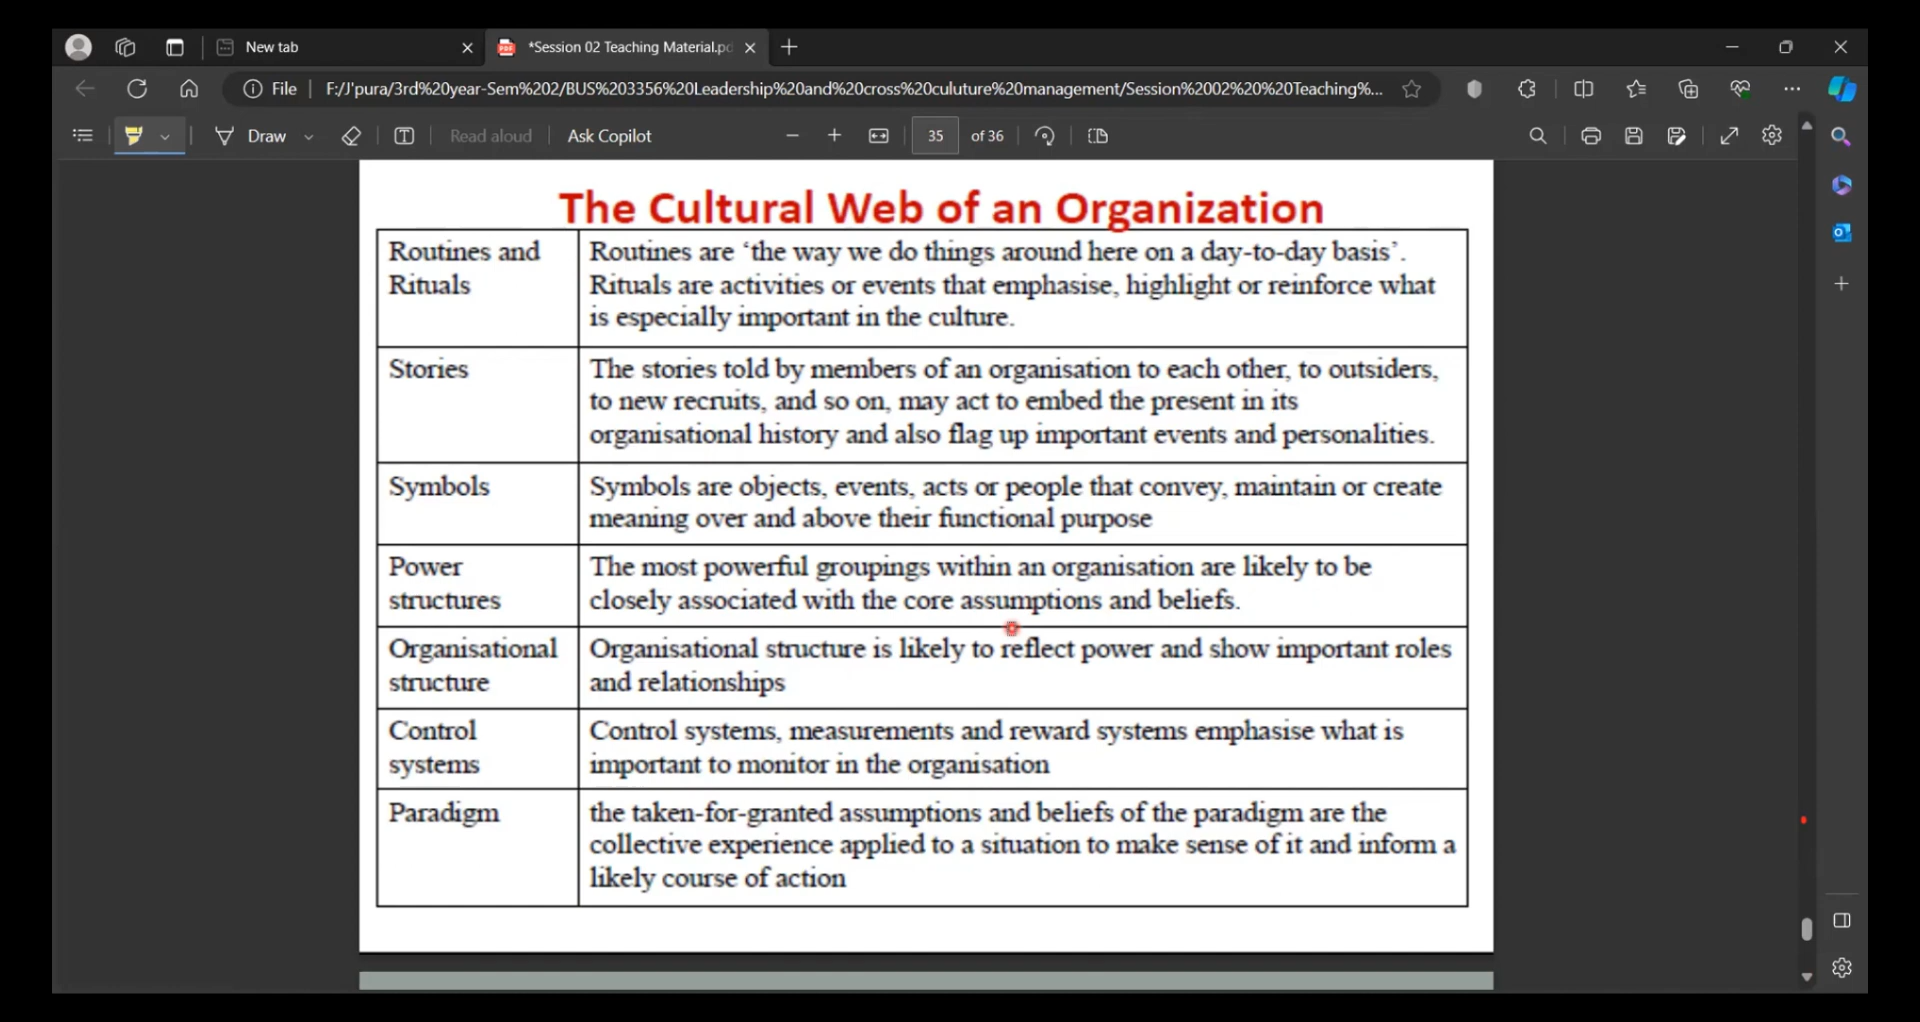 New tab
*Session 02 Teaching Material.pd
File
F:/J'pura/3rd%20year-Sem%202/BUS%203356%20Leadership%20and%20cross%20culuture%20management/Session%2002%20%20Teaching%...
Draw
Read aloud
Ask Copilot
35
of 36
The Cultural Web of an Organization
Routines and
Rituals
Routines are ‘the way we do things around here on a day-to-day basis’.
Rituals are activities or events that emphasise, highlight or reinforce what
is especially important in the culture.
Stories
The stories told by members of an organisation to each other, to outsiders,
to new recruits, and so on, may act to embed the present in its
organisational history and also flag up important events and personalities.
Symbols
Symbols are objects, events, acts or people that convey, maintain or create
meaning over and above their functional purpose
Power
structures
The most powerful groupings within an organisation are likely to be
closely associated with the core assumptions and beliefs.
Organisational
structure
Organisational structure is likely to reflect power and show important roles
and relationships
Control
systems
Control systems, measurements and reward systems emphasise what is
important to monitor in the organisation
Paradigm
the taken-for-granted assumptions and beliefs of the paradigm are the
collective experience applied to a situation to make sense of it and inform a
likely course of action